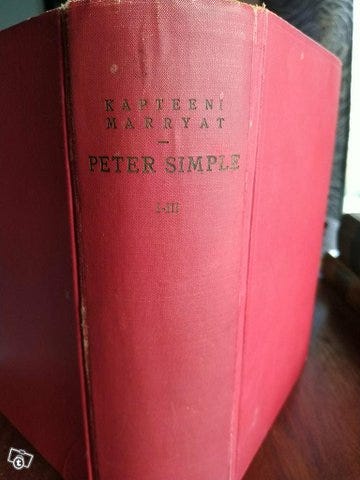 KAPTEENI
MARRYAT
—
PETER SIMPLE
I-III